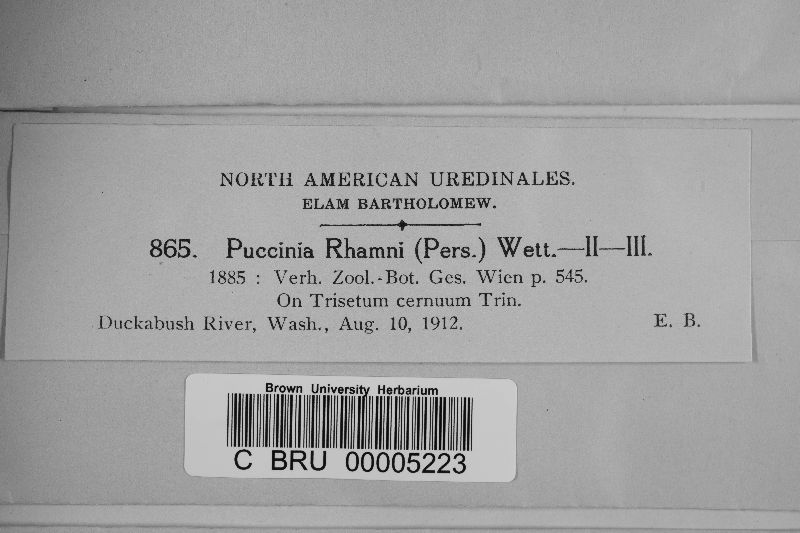 NORTH AMERICAN UREDINALES.
ELAM BARTHOLOMEW.
865. Puccinia Rhamni (Pers.) Wett.—II—III.
1885 : Verh. Zool.-Bot. Ges. Wien p. 545.
On Trisetum cernuum Trin.
Duckabush River, Wash., Aug. 10, 1912. E. B.
Brown University Herbarium
C BRU 00005223